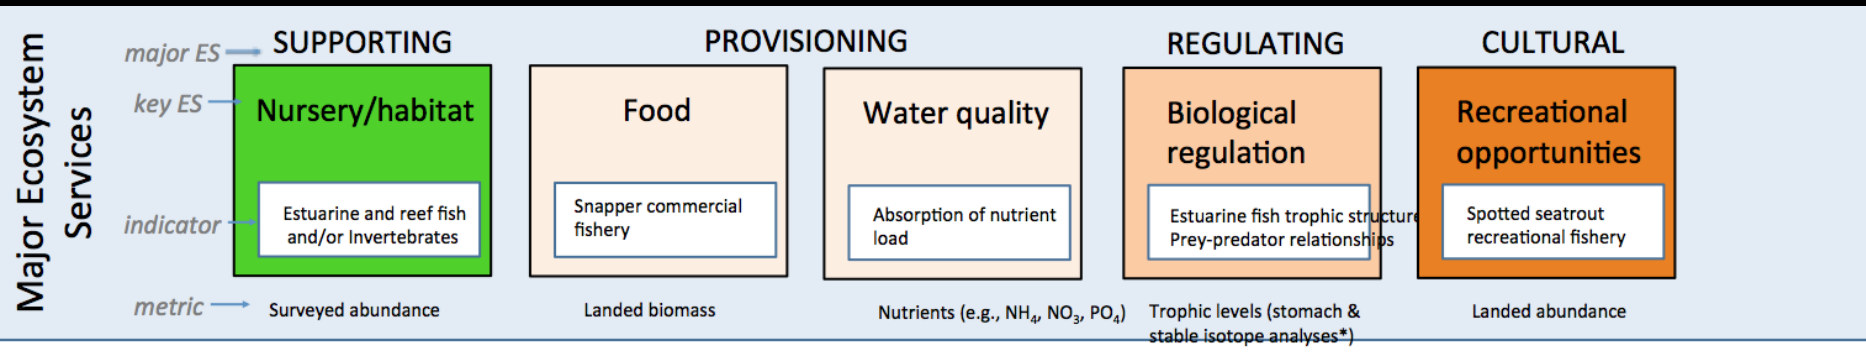 Major Ecosystem
Services
major ES
key ES
indicator
metric
SUPPORTING
Nursery/habitat
Estuarine and reef fish
and/or Invertebrates
Surveyed abundance
PROVISIONING
Food
Snapper commercial
fishery
Landed biomass
Water quality
Absorption of nutrient
load
Nutrients (e.g., NH₄, NO₃, PO₄)
REGULATING
Biological
regulation
Estuarine fish trophic structure
Prey-predator relationships
Trophic levels (stomach &
stable isotope analyses*)
CULTURAL
Recreational
opportunities
Spotted seatrout
recreational fishery
Landed abundance